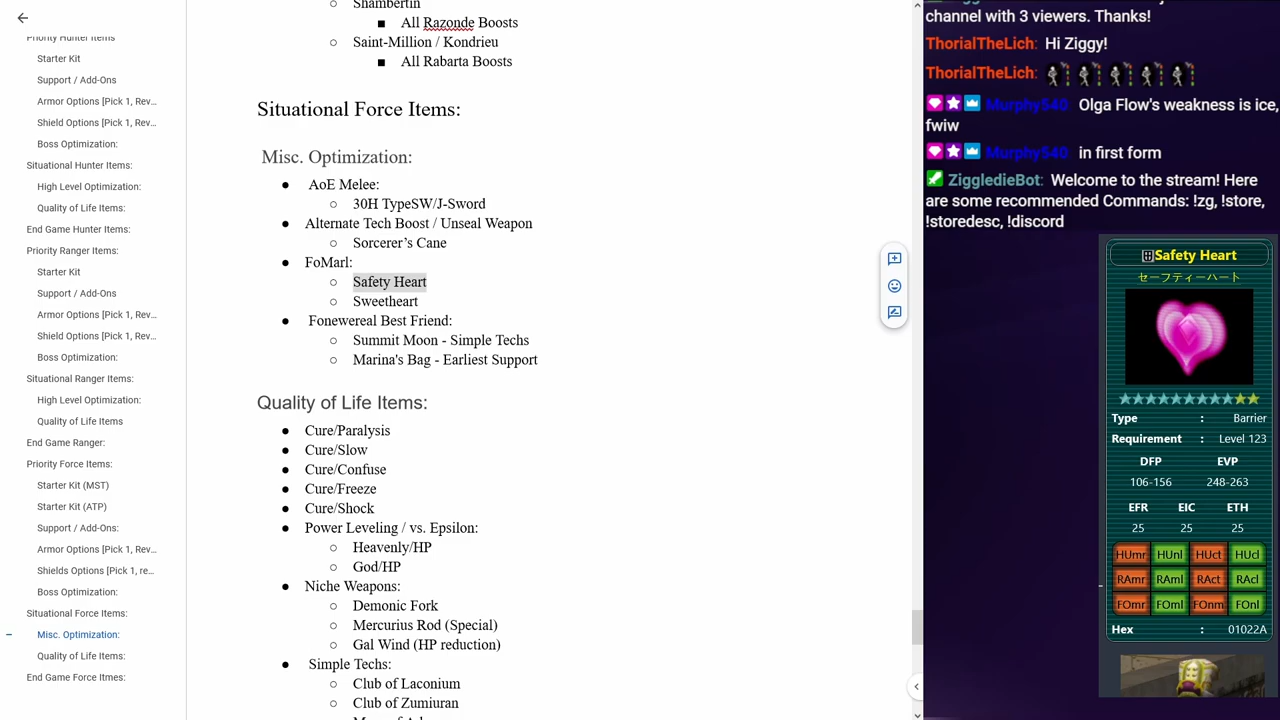 Priority Hunter Items
Starter Kit
Support / Add-Ons
Armor Options [Pick 1, Rev...
Shield Options [Pick 1, Rev...
Boss Optimization:
Situational Hunter Items:
High Level Optimization:
Quality of Life Items:
End Game Hunter Items:
Priority Ranger Items:
Starter Kit
Support / Add-Ons
Armor Options [Pick 1, Rev...
Shield Options [Pick 1, Rev...
Boss Optimization:
Situational Ranger Items:
High Level Optimization:
Quality of Life Items
End Game Ranger:
Priority Force Items:
Starter Kit (MST)
Starter Kit (ATP)
Support / Add-Ons:
Armor Options [Pick 1, Rev...
Shields Options [Pick 1, re...
Boss Optimization:
Situational Force Items:
Misc. Optimization:
Quality of Life Items:
End Game Force Itmes:
Shambertin
All Razonde Boosts
Saint-Million / Kondrieu
All Rabarta Boosts
Situational Force Items:
Misc. Optimization:
AoE Melee:
30H TypeSW/J-Sword
Alternate Tech Boost / Unseal Weapon
Sorcerer’s Cane
FoMarl:
Safety Heart
Sweetheart
Fonewereal Best Friend:
Summit Moon - Simple Techs
Marina's Bag - Earliest Support
Quality of Life Items:
Cure/Paralysis
Cure/Slow
Cure/Confuse
Cure/Freeze
Cure/Shock
Power Leveling / vs. Epsilon:
Heavenly/HP
God/HP
Niche Weapons:
Demonic Fork
Mercurius Rod (Special)
Gal Wind (HP reduction)
Simple Techs:
Club of Laconium
Club of Zumiuran
channel with 3 viewers. Thanks!
ThorialTheLich: Hi Ziggy!
ThorialTheLich:
Murphy540: Olga Flow's weakness is ice,
fwiw
Murphy540: in first form
ZiggledieBot: Welcome to the stream! Here
are some recommended Commands: !zg, !store,
!storedesc, !discord
Safety Heart
セーフティーハート
Type : Barrier
Requirement : Level 123
DFP EVP
106-156 248-263
EFR EIC ETH
25 25 25
HUmr HUnl HUct HUcl
RAmr RAml RAct RAcl
FOmr FOml FOnm FOnl
Hex : 01022A